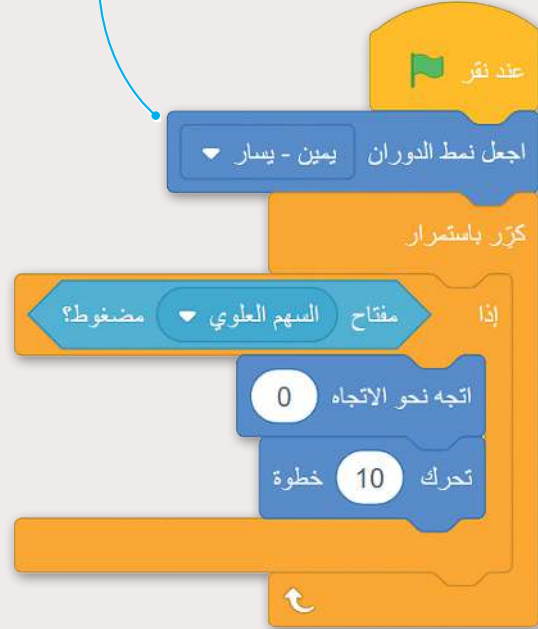 عند نقر
اجعل نمط الدوران يمين - يسار
كرّر باستمرار
إذا مفتاح السهم العلوي مضغوط؟
اتجه نحو الاتجاه 0
تحرك 10 خطوة